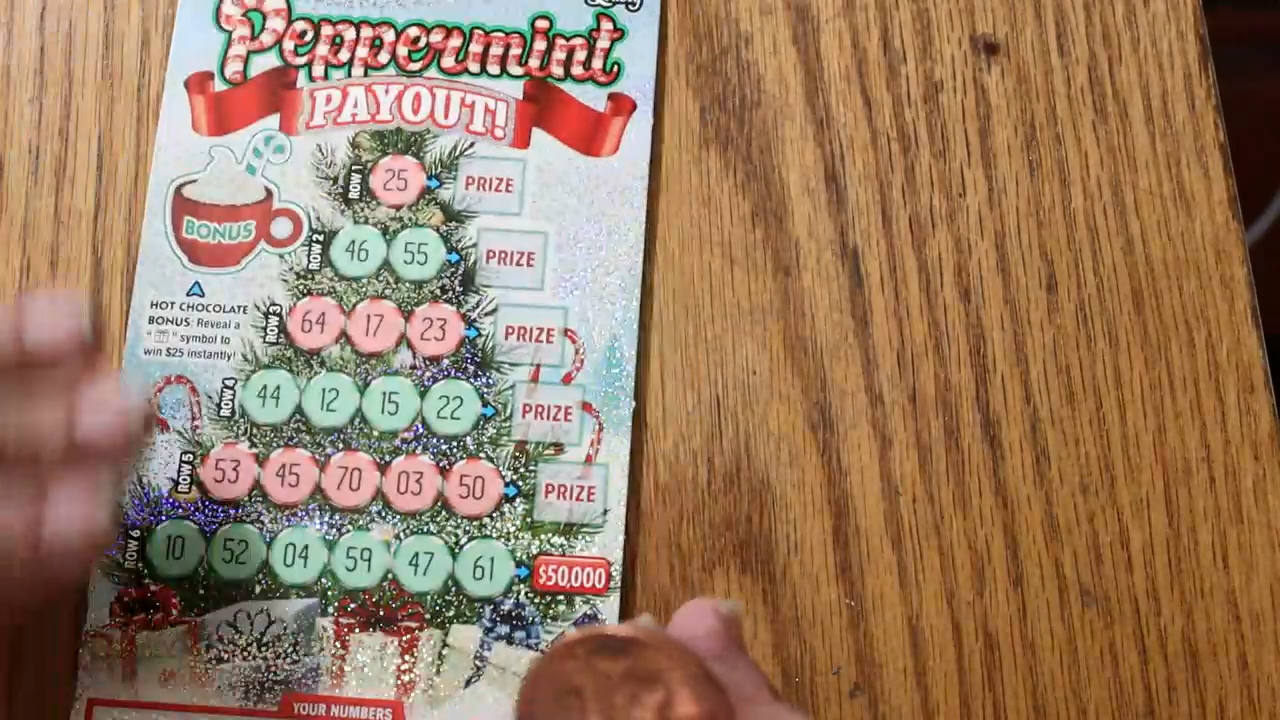 Peppermint
PAYOUT!
ROW 1
25
PRIZE
BONUS
ROW 2
46 55
PRIZE
HOT CHOCOLATE
BONUS: Reveal a
" " symbol to
win $25 instantly!
ROW 3
64 17 23
PRIZE
ROW 4
44 12 15 22
PRIZE
ROW 5
53 45 70 03 50
PRIZE
ROW 6
10 52 04 59 47 61
$50,000
YOUR NUMBERS